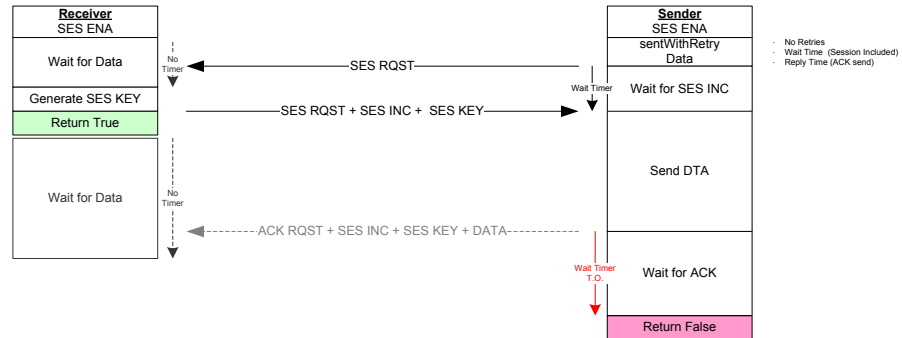 Receiver
SES ENA
Sender
SES ENA
sentWithRetry
Data
· No Retries
· Wait Time (Session Included)
· Reply Time (ACK send)
Wait for Data
No
Timer
SES RQST
Wait Timer
Wait for SES INC
Generate SES KEY
SES RQST + SES INC + SES KEY
Return True
Send DTA
Wait for Data
No
Timer
ACK RQST + SES INC + SES KEY + DATA
Wait Timer
T.O.
Wait for ACK
Return False